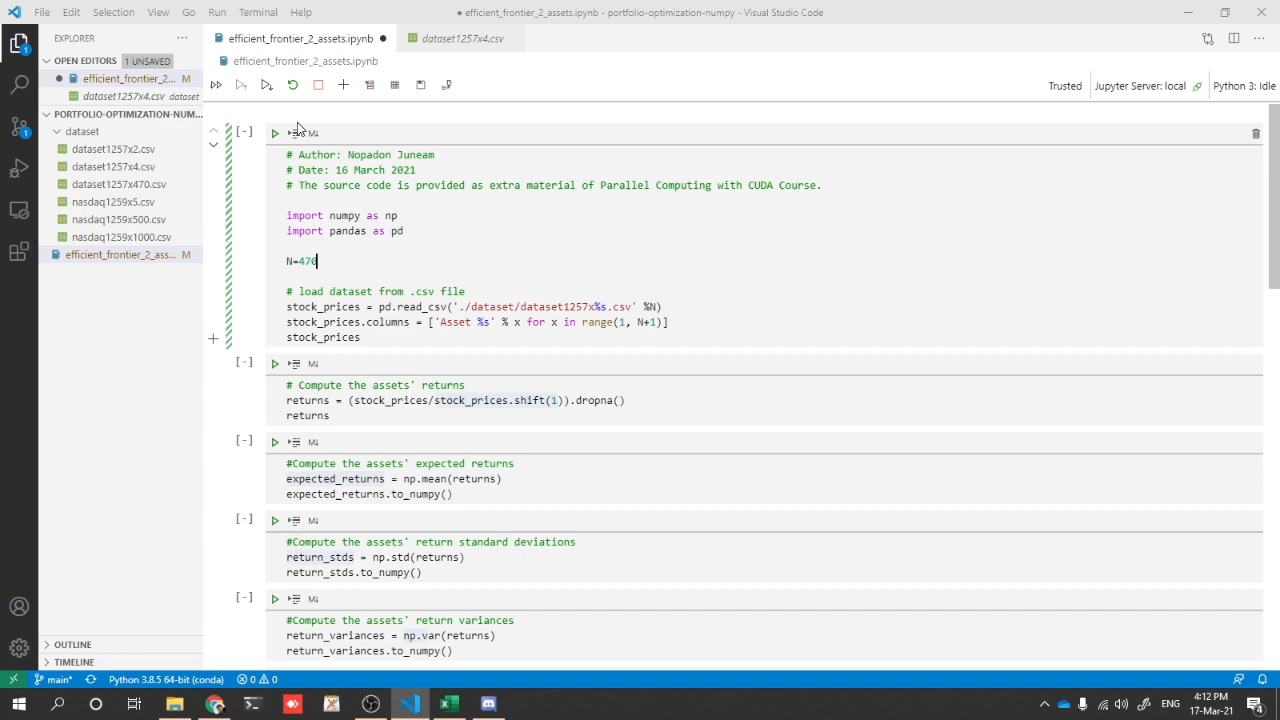 File Edit Selection View Go Run Terminal Help
● efficient_frontier_2_assets.ipynb - portfolio-optimization-numpy - Visual Studio Code
EXPLORER
OPEN EDITORS 1 UNSAVED
efficient_frontier_2... M
dataset1257x4.csv dataset
PORTFOLIO-OPTIMIZATION-NUM...
dataset
dataset1257x2.csv
dataset1257x4.csv
dataset1257x470.csv
nasdaq1259x5.csv
nasdaq1259x500.csv
nasdaq1259x1000.csv
efficient_frontier_2_ass... M
OUTLINE
TIMELINE
efficient_frontier_2_assets.ipynb ●
dataset1257x4.csv
efficient_frontier_2_assets.ipynb
Trusted
Jupyter Server: local
Python 3: Idle
[-]
M↓
# Author: Nopadon Juneam
# Date: 16 March 2021
# The source code is provided as extra material of Parallel Computing with CUDA Course.
import numpy as np
import pandas as pd
N=470
# load dataset from .csv file
stock_prices = pd.read_csv('./dataset/dataset1257x%s.csv' %N)
stock_prices.columns = ['Asset %s' % x for x in range(1, N+1)]
stock_prices
[-]
M↓
# Compute the assets' returns
returns = (stock_prices/stock_prices.shift(1)).dropna()
returns
[-]
M↓
#Compute the assets' expected returns
expected_returns = np.mean(returns)
expected_returns.to_numpy()
[-]
M↓
#Compute the assets' return standard deviations
return_stds = np.std(returns)
return_stds.to_numpy()
[-]
M↓
#Compute the assets' return variances
return_variances = np.var(returns)
return_variances.to_numpy()
main*
Python 3.8.5 64-bit (conda)
0 0
ENG
4:12 PM
17-Mar-21
1
1
4